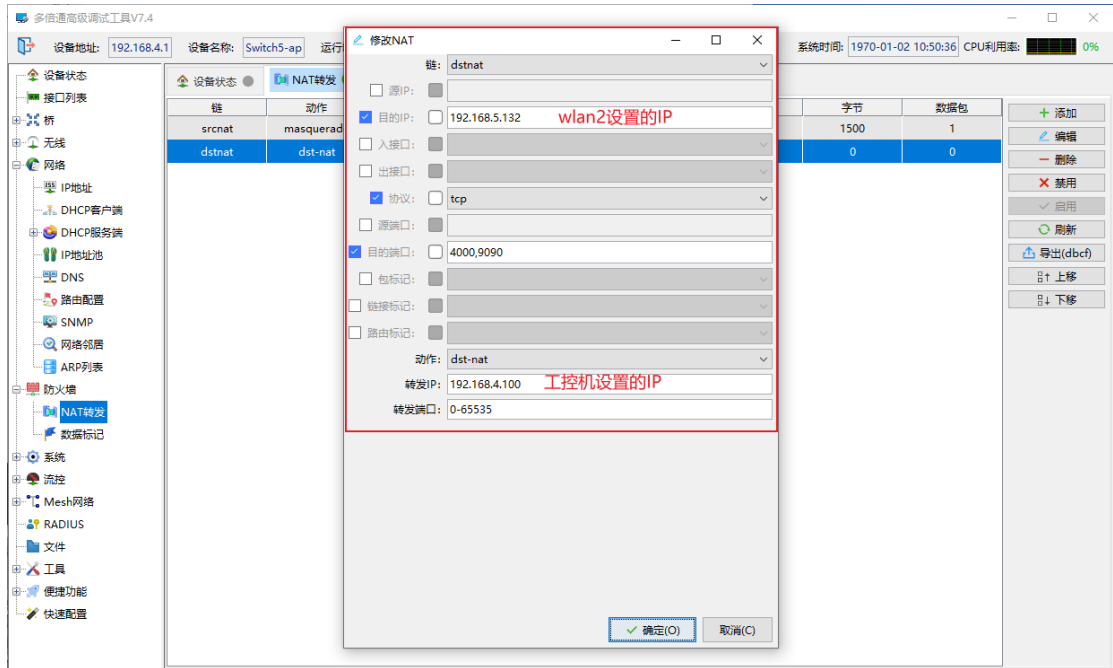 多倍通高级调试工具V7.4
设备地址: 192.168.4.1 设备名称: Switch5-ap 运行 系统时间: 1970-01-02 10:50:36 CPU利用率: 0%
设备状态
接口列表
桥
无线
网络
IP地址
DHCP客户端
DHCP服务端
IP地址池
DNS
路由配置
SNMP
网络邻居
ARP列表
防火墙
NAT转发
数据标记
系统
流控
Mesh网络
RADIUS
文件
工具
便捷功能
快速配置
设备状态 NAT转发
链 动作 字节 数据包
srcnat masquerad 1500 1
dstnat dst-nat 0 0
修改NAT
链: dstnat
源IP:
目的IP: 192.168.5.132 wlan2设置的IP
入接口:
出接口:
协议: tcp
源端口:
目的端口: 4000,9090
包标记:
链接标记:
路由标记:
动作: dst-nat
转发IP: 192.168.4.100 工控机设置的IP
转发端口: 0-65535
确定(O) 取消(C)
添加
编辑
删除
禁用
启用
刷新
导出(dbcf)
上移
下移